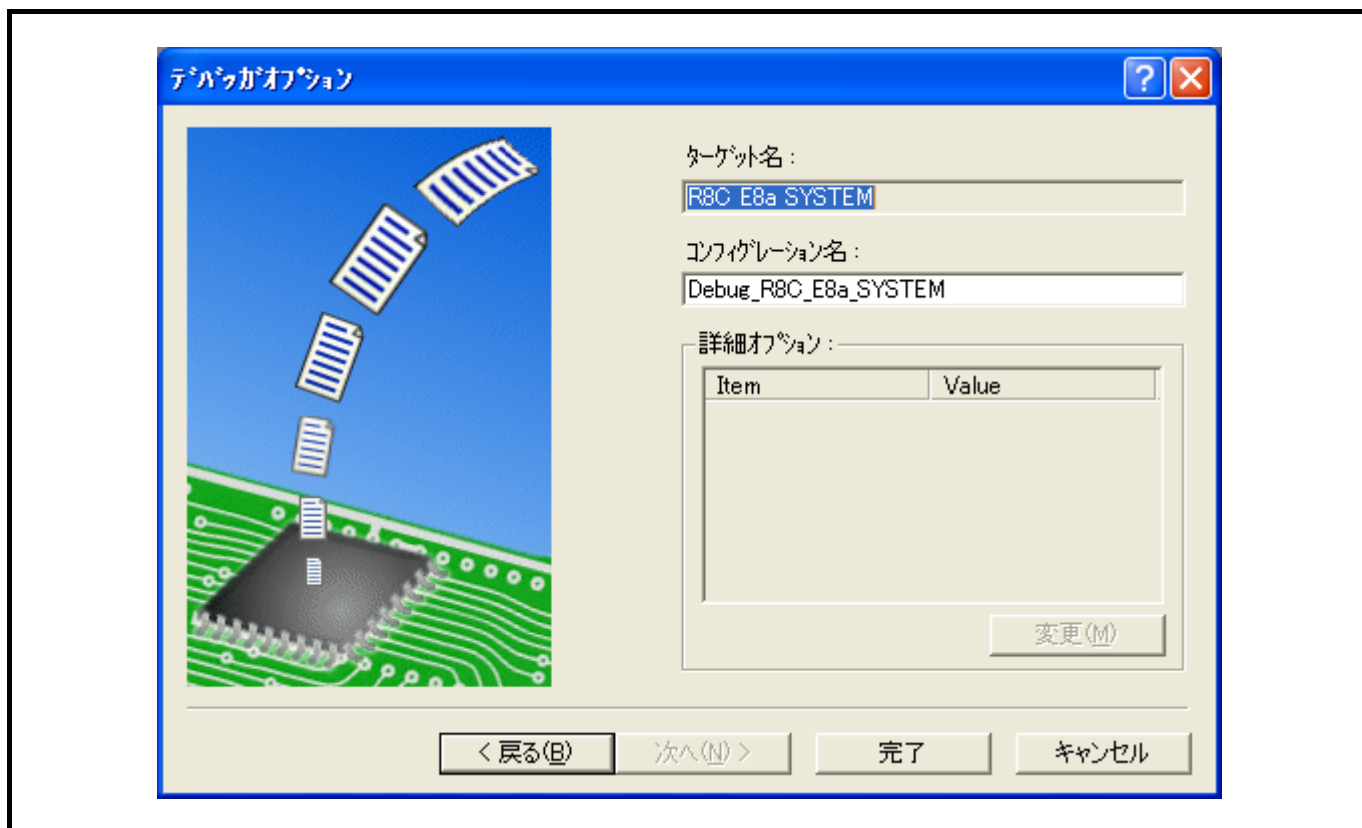 デバッガオプション
ターゲット名：
R8C E8a SYSTEM
コンフィグレーション名：
Debug_R8C_E8a_SYSTEM
詳細オプション：
Item Value
変更(M)
< 戻る(B) 次へ(N) > 完了 キャンセル